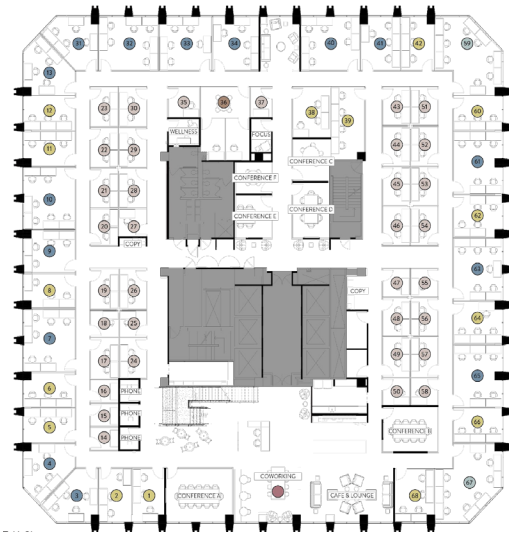 31 32 33 34 40 41 42 59
13
12 23 30 35 36 37 38 39 43 51 60
WELLNESS FOCUS
11 22 29 44 52 61
CONFERENCE C
CONFERENCE F
10 21 28 45 53
CONFERENCE E CONFERENCE D
20 27 46 54 62
COPY
9
63
8 19 26 47 55
COPY
18 25 48 56 64
7
17 24 49 57
65
6 16 PHONE 50 58
15 PHONE
5 14 PHONE CONFERENCE B 66
4
COWORKING
3 2 1 CONFERENCE A CAFE & LOUNGE 68 67